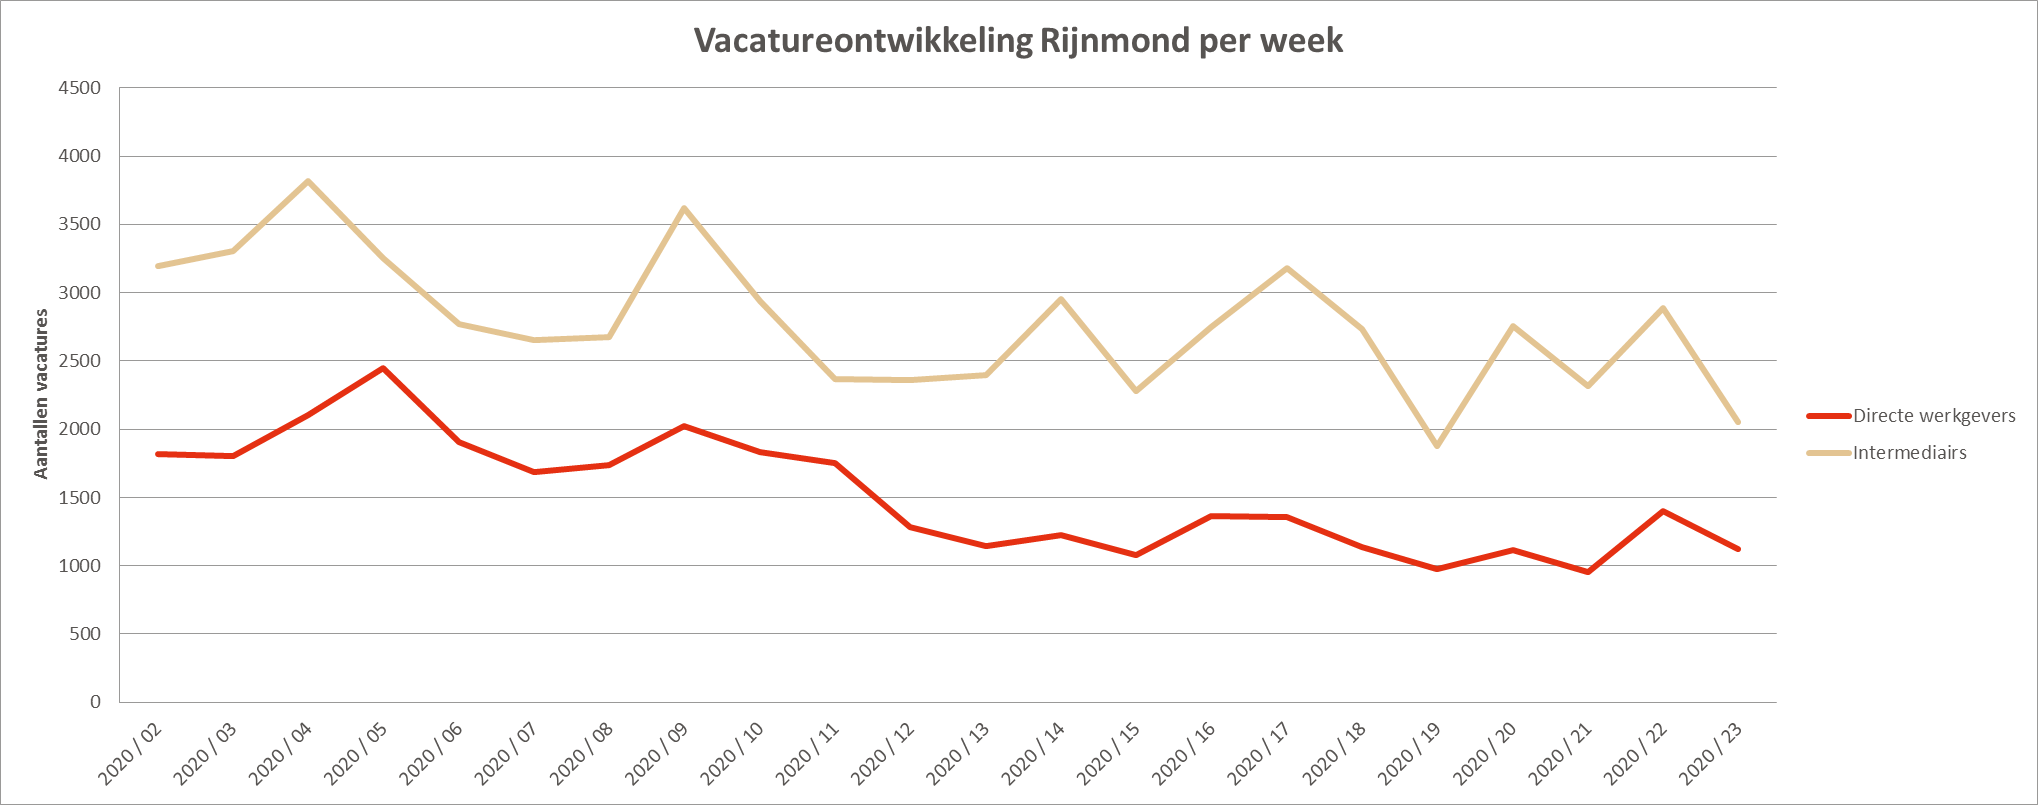 Vacatureontwikkeling Rijnmond per week
Aantallen vacatures
4500
4000
3500
3000
2500
2000
1500
1000
500
0
2020 / 02
2020 / 03
2020 / 04
2020 / 05
2020 / 06
2020 / 07
2020 / 08
2020 / 09
2020 / 10
2020 / 11
2020 / 12
2020 / 13
2020 / 14
2020 / 15
2020 / 16
2020 / 17
2020 / 18
2020 / 19
2020 / 20
2020 / 21
2020 / 22
2020 / 23
Directe werkgevers
Intermediairs